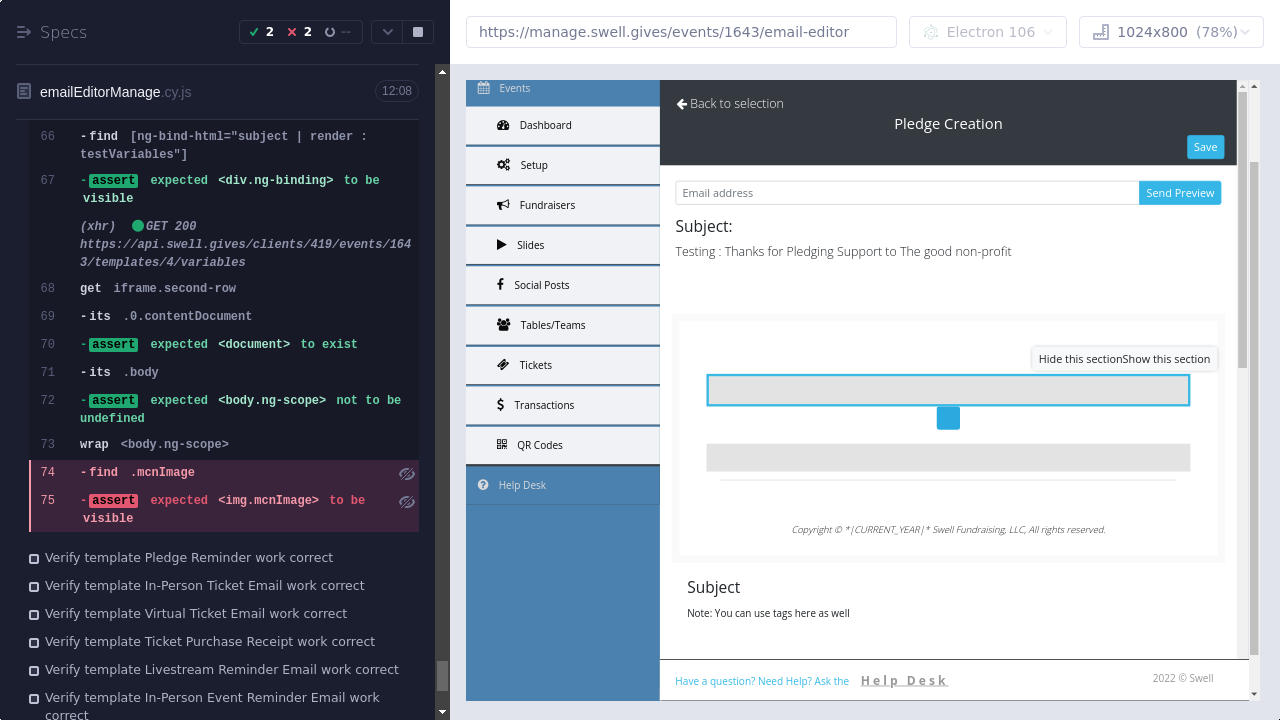 Specs
2
2
--
https://manage.swell.gives/events/1643/email-editor
Electron 106
1024x800 (78%)
emailEditorManage.cy.js
12:08
66 -find [ng-bind-html="subject | render :
testVariables"]
67 -assert expected <div.ng-binding> to be
visible
(xhr) GET 200
https://api.swell.gives/clients/419/events/164
3/templates/4/variables
68 get iframe.second-row
69 -its .0.contentDocument
70 -assert expected <document> to exist
71 -its .body
72 -assert expected <body.ng-scope> not to be
undefined
73 wrap <body.ng-scope>
74 -find .mcnImage
75 -assert expected <img.mcnImage> to be
visible
Verify template Pledge Reminder work correct
Verify template In-Person Ticket Email work correct
Verify template Virtual Ticket Email work correct
Verify template Ticket Purchase Receipt work correct
Verify template Livestream Reminder Email work correct
Verify template In-Person Event Reminder Email work
correct
Events
Dashboard
Setup
Fundraisers
Slides
Social Posts
Tables/Teams
Tickets
Transactions
QR Codes
Help Desk
Back to selection
Pledge Creation
Save
Email address
Send Preview
Subject:
Testing : Thanks for Pledging Support to The good non-profit
Hide this sectionShow this section
Copyright © *|CURRENT_YEAR|* Swell Fundraising, LLC, All rights reserved.
Subject
Note: You can use tags here as well
Have a question? Need Help? Ask the Help Desk
2022 © Swell